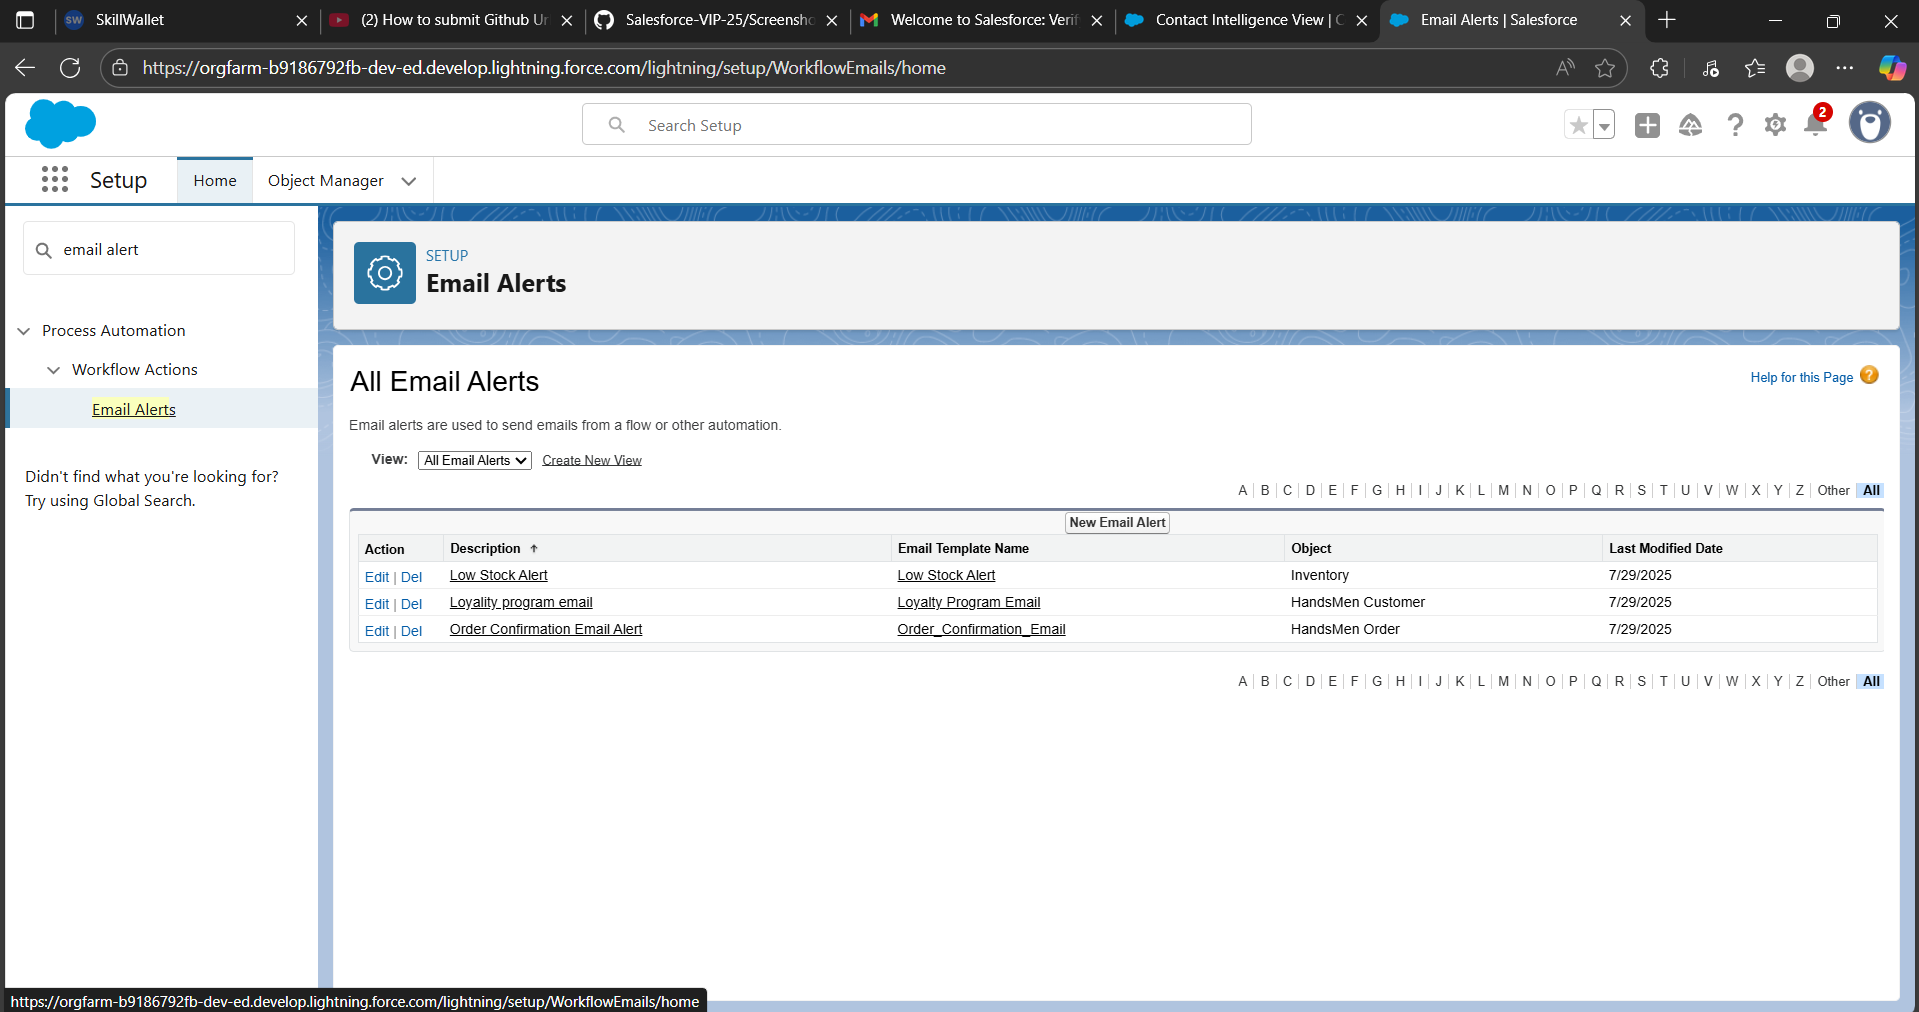 SkillWallet
(2) How to submit Github Ur
Salesforce-VIP-25/Screensho
Welcome to Salesforce: Verif
Contact Intelligence View | C
Email Alerts | Salesforce
https://orgfarm-b9186792fb-dev-ed.develop.lightning.force.com/lightning/setup/WorkflowEmails/home
Search Setup
2
Setup
Home
Object Manager
email alert
Process Automation
Workflow Actions
Email Alerts
Didn't find what you're looking for?
Try using Global Search.
SETUP
Email Alerts
All Email Alerts
Help for this Page ?
Email alerts are used to send emails from a flow or other automation.
View: All Email Alerts Create New View
A | B | C | D | E | F | G | H | I | J | K | L | M | N | O | P | Q | R | S | T | U | V | W | X | Y | Z | Other | All
New Email Alert
Action Description ↑ Email Template Name Object Last Modified Date
Edit | Del Low Stock Alert Low Stock Alert Inventory 7/29/2025
Edit | Del Loyality program email Loyalty Program Email HandsMen Customer 7/29/2025
Edit | Del Order Confirmation Email Alert Order_Confirmation_Email HandsMen Order 7/29/2025
A | B | C | D | E | F | G | H | I | J | K | L | M | N | O | P | Q | R | S | T | U | V | W | X | Y | Z | Other | All
https://orgfarm-b9186792fb-dev-ed.develop.lightning.force.com/lightning/setup/WorkflowEmails/home